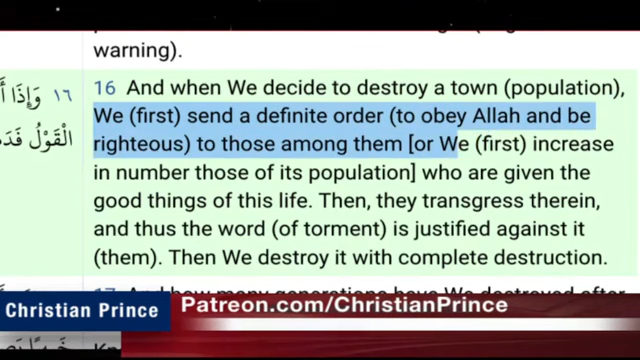 warning).
16 And when We decide to destroy a town (population),
We (first) send a definite order (to obey Allah and be
righteous) to those among them [or We (first) increase
in number those of its population] who are given the
good things of this life. Then, they transgress therein,
and thus the word (of torment) is justified against it
(them). Then We destroy it with complete destruction.
١٦ وَإِذَا
الْقَوْلُ
Christian Prince
Patreon.com/ChristianPrince